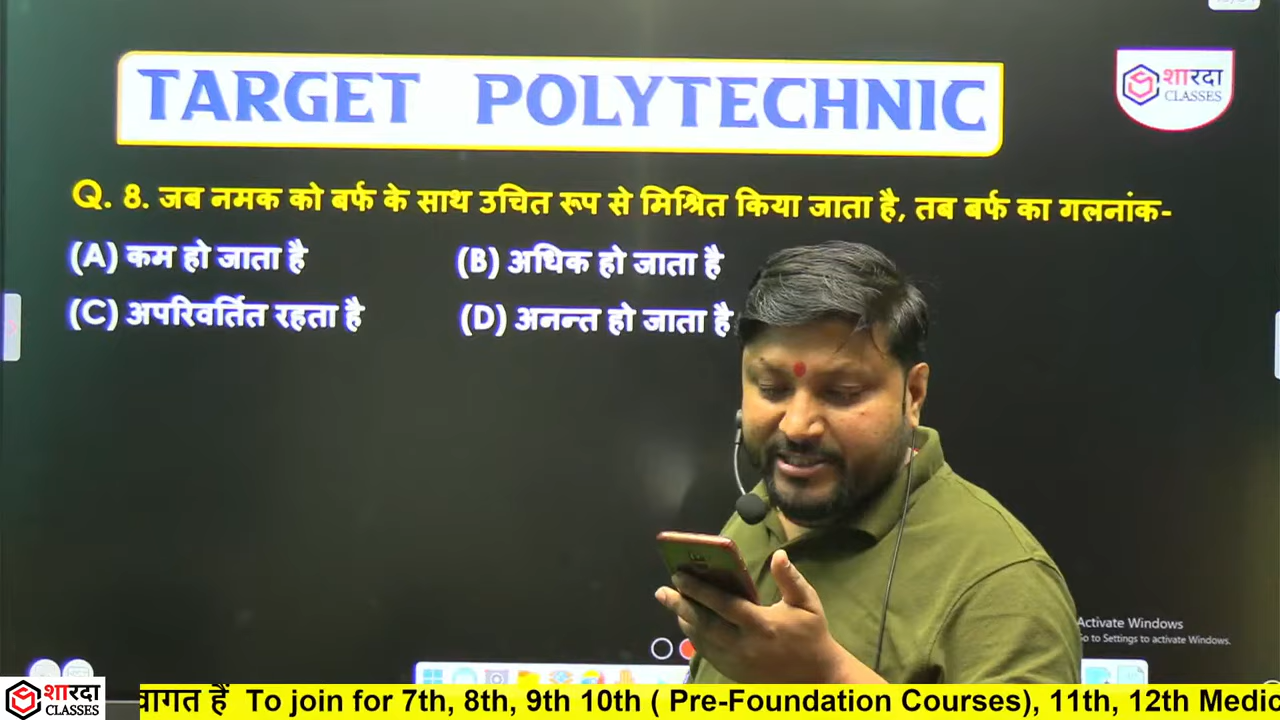 TARGET POLYTECHNIC
शारदा
CLASSES
Q. 8. जब नमक को बर्फ के साथ उचित रूप से मिश्रित किया जाता है, तब बर्फ का गलनांक-
(A) कम हो जाता है (B) अधिक हो जाता है
(C) अपरिवर्तित रहता है (D) अनन्त हो जाता है
Activate Windows
Go to Settings to activate Windows.
शारदा
CLASSES
To join for 7th, 8th, 9th 10th ( Pre-Foundation Courses), 11th, 12th